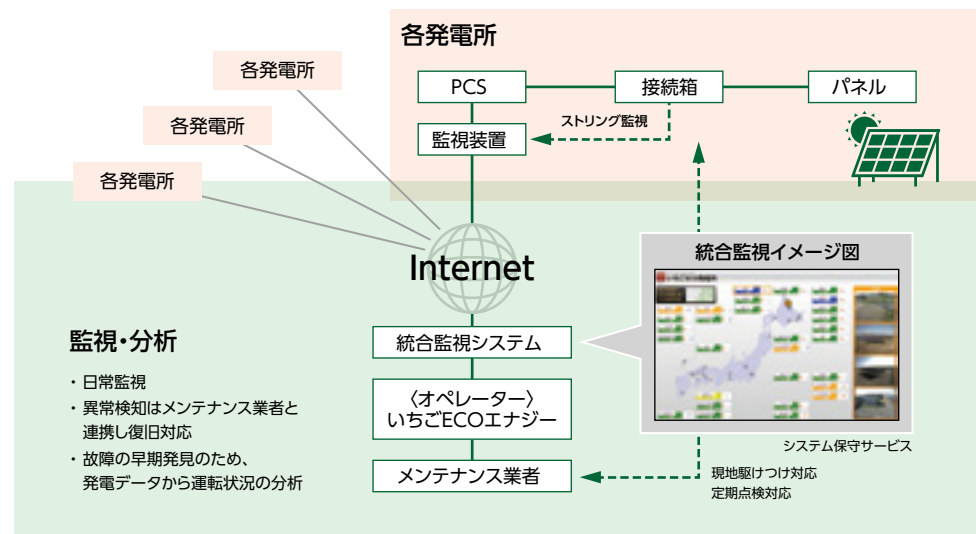 各発電所
各発電所
各発電所
各発電所
PCS
接続箱
パネル
ストリング監視
監視装置
Internet
統合監視イメージ図
監視・分析
・日常監視
・異常検知はメンテナンス業者と
連携し復旧対応
・故障の早期発見のため、
発電データから運転状況の分析
統合監視システム
〈オペレーター〉
いちごECOエナジー
メンテナンス業者
システム保守サービス
現地駆けつけ対応
定期点検対応